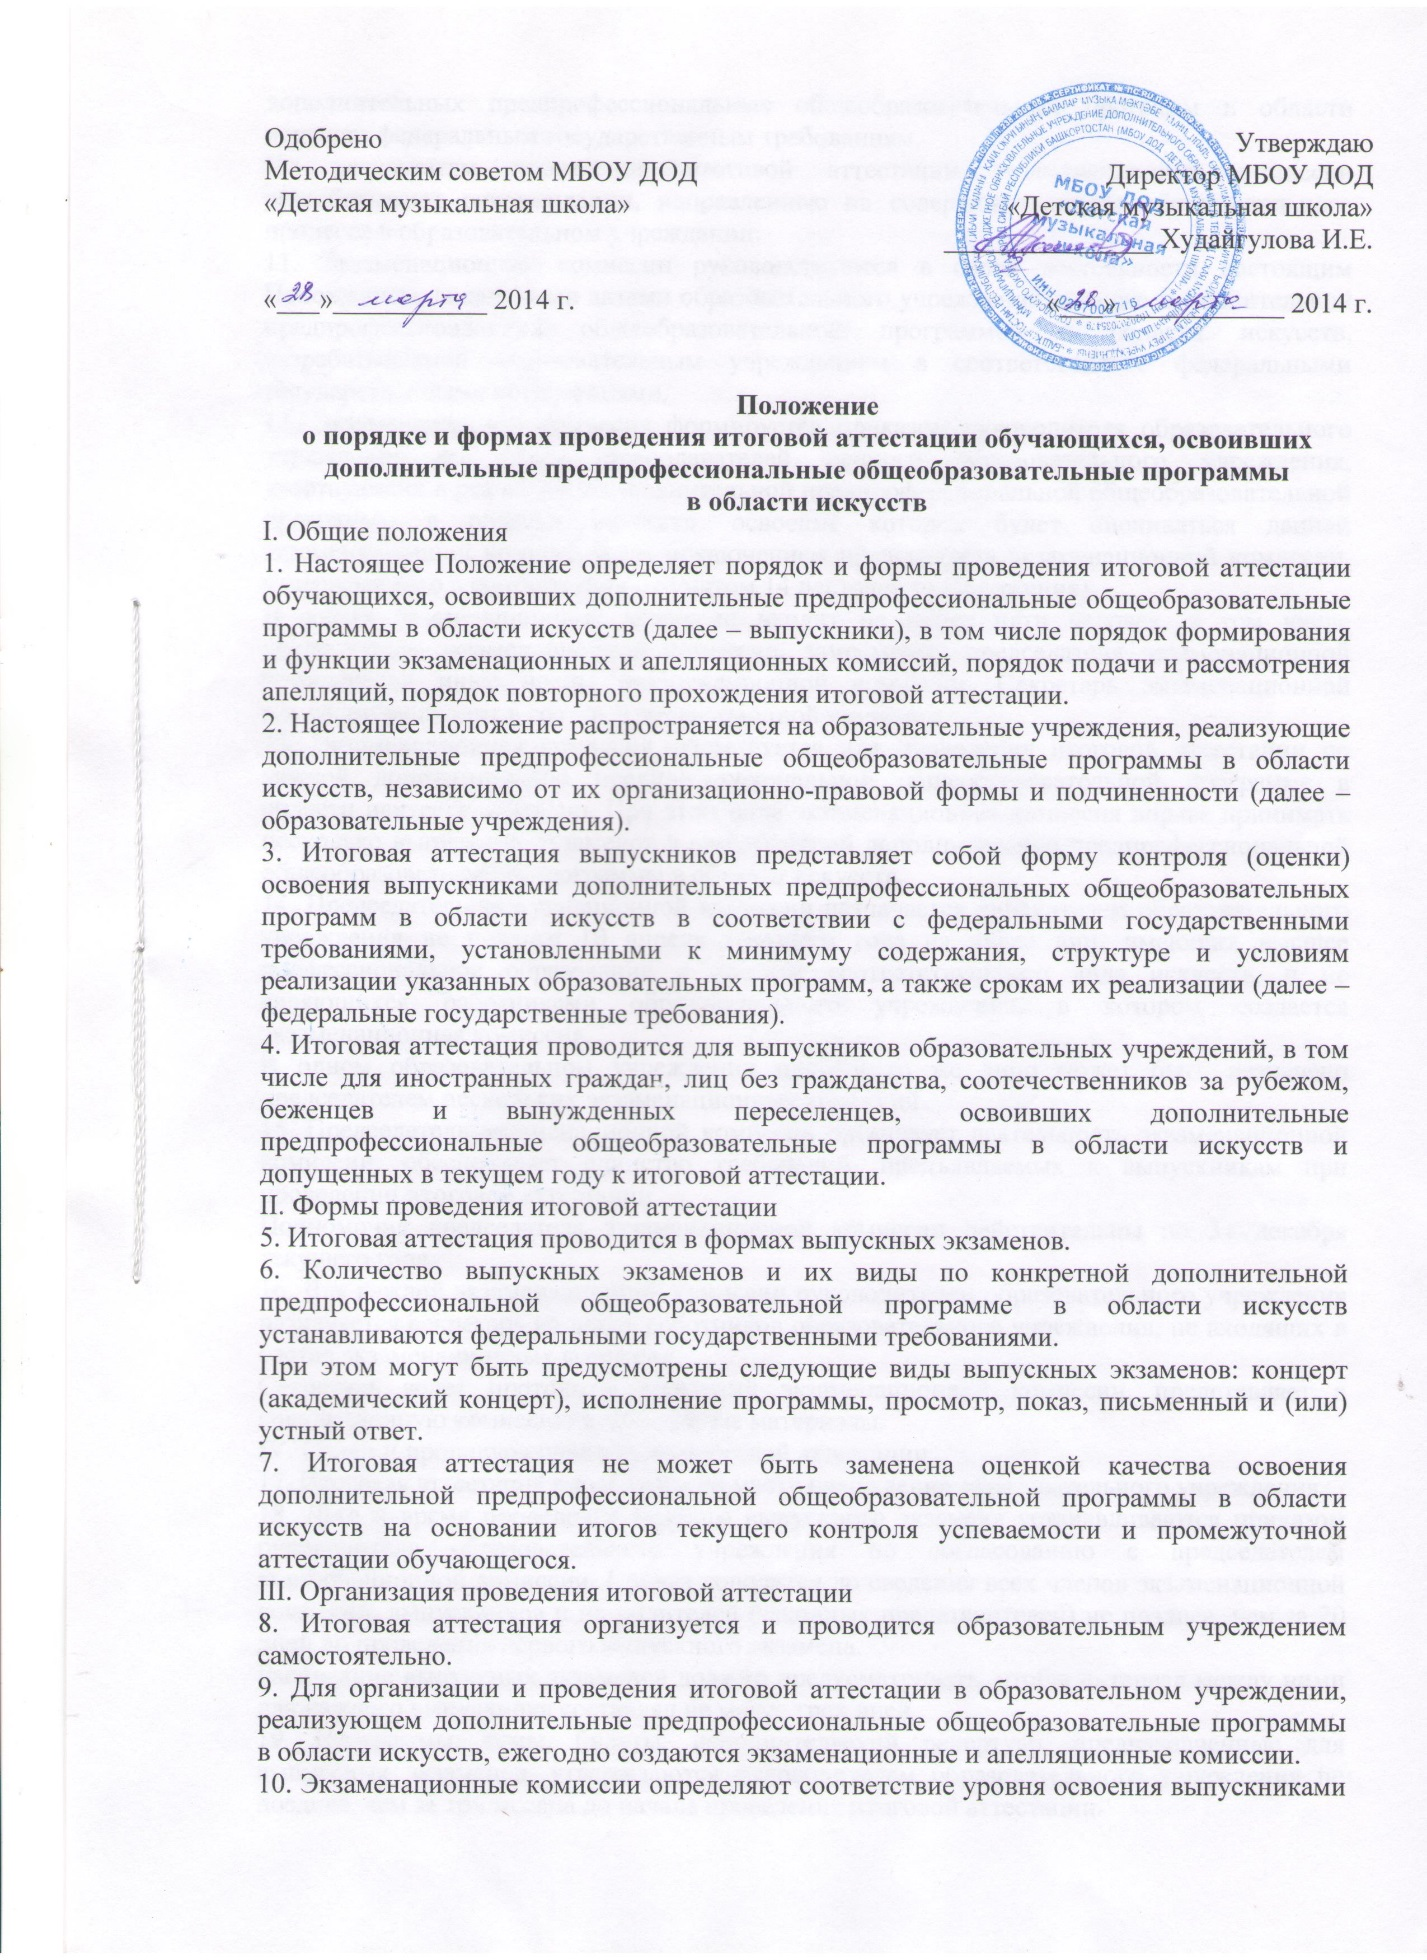 Одобрено
Методическим советом МБОУ ДОД
«Детская музыкальная школа»
«28» марта 2014 г.
Утверждаю
Директор МБОУ ДОД
«Детская музыкальная школа»
Худайгулова И.Е.
«28» марта 2014 г.
МБОУ ДОД
«Детская
музыкальная
школа»
Положение
о порядке и формах проведения итоговой аттестации обучающихся, освоивших
дополнительные предпрофессиональные общеобразовательные программы
в области искусств
I. Общие положения
1. Настоящее Положение определяет порядок и формы проведения итоговой аттестации
обучающихся, освоивших дополнительные предпрофессиональные общеобразовательные
программы в области искусств (далее – выпускники), в том числе порядок формирования
и функции экзаменационных и апелляционных комиссий, порядок подачи и рассмотрения
апелляций, порядок повторного прохождения итоговой аттестации.
2. Настоящее Положение распространяется на образовательные учреждения, реализующие
дополнительные предпрофессиональные общеобразовательные программы в области
искусств, независимо от их организационно-правовой формы и подчиненности (далее –
образовательные учреждения).
3. Итоговая аттестация выпускников представляет собой форму контроля (оценки)
освоения выпускниками дополнительных предпрофессиональных общеобразовательных
программ в области искусств в соответствии с федеральными государственными
требованиями, установленными к минимуму содержания, структуре и условиям
реализации указанных образовательных программ, а также срокам их реализации (далее –
федеральные государственные требования).
4. Итоговая аттестация проводится для выпускников образовательных учреждений, в том
числе для иностранных граждан, лиц без гражданства, соотечественников за рубежом,
беженцев и вынужденных переселенцев, освоивших дополнительные
предпрофессиональные общеобразовательные программы в области искусств и
допущенных в текущем году к итоговой аттестации.
II. Формы проведения итоговой аттестации
5. Итоговая аттестация проводится в формах выпускных экзаменов.
6. Количество выпускных экзаменов и их виды по конкретной дополнительной
предпрофессиональной общеобразовательной программе в области искусств
устанавливаются федеральными государственными требованиями.
При этом могут быть предусмотрены следующие виды выпускных экзаменов: концерт
(академический концерт), исполнение программы, просмотр, показ, письменный и (или)
устный ответ.
7. Итоговая аттестация не может быть заменена оценкой качества освоения
дополнительной предпрофессиональной общеобразовательной программы в области
искусств на основании итогов текущего контроля успеваемости и промежуточной
аттестации обучающегося.
III. Организация проведения итоговой аттестации
8. Итоговая аттестация организуется и проводится образовательным учреждением
самостоятельно.
9. Для организации и проведения итоговой аттестации в образовательном учреждении,
реализующем дополнительные предпрофессиональные общеобразовательные программы
в области искусств, ежегодно создаются экзаменационные и апелляционные комиссии.
10. Экзаменационные комиссии определяют соответствие уровня освоения выпускниками